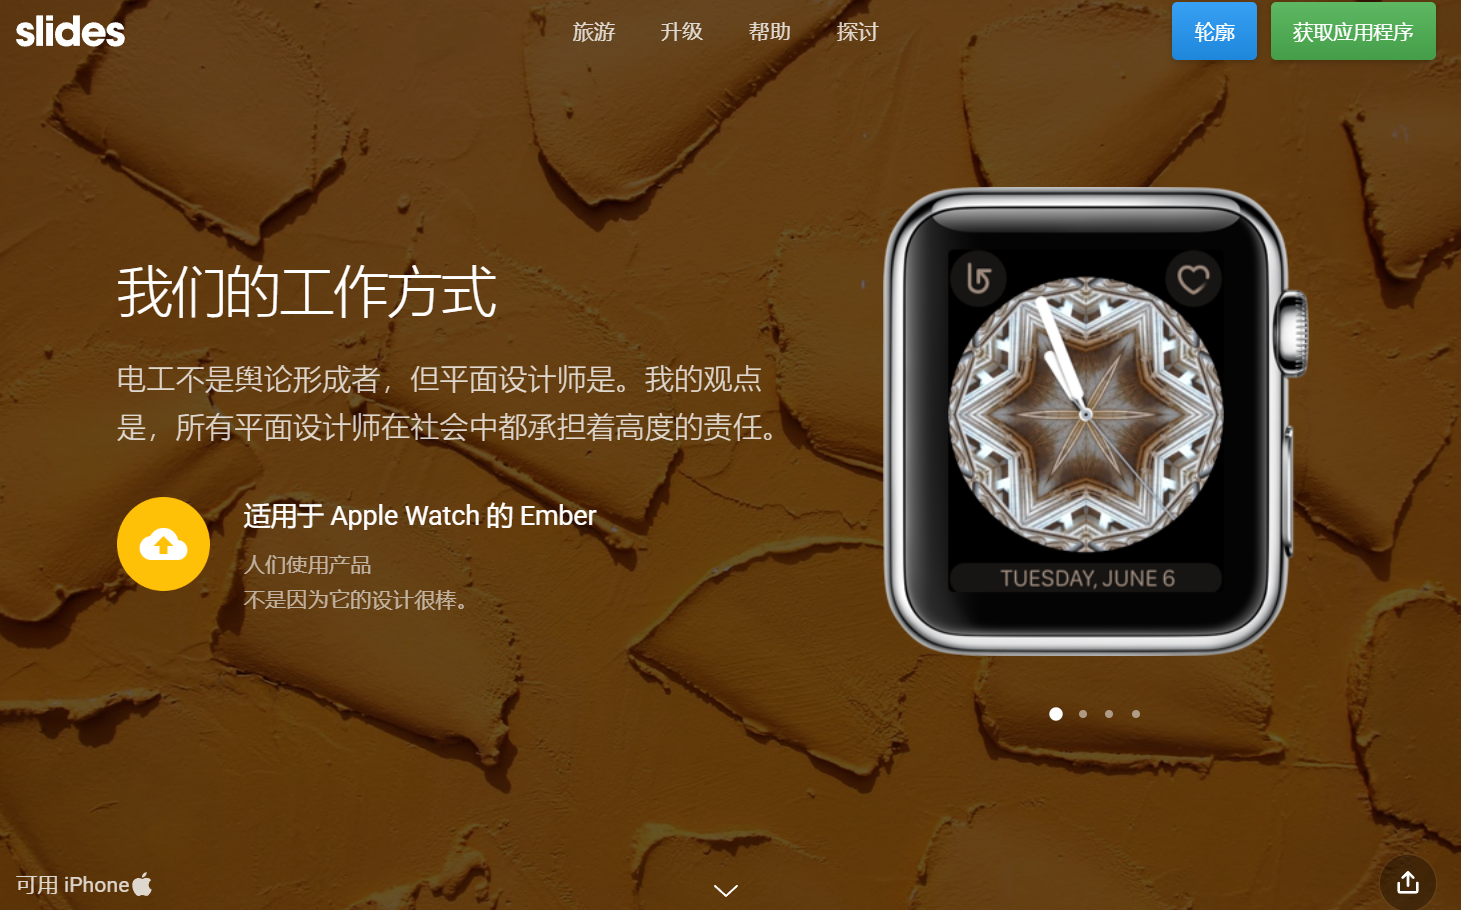 slides
旅游
升级
帮助
探讨
轮廓
获取应用程序
我们的工作方式
电工不是舆论形成者，但平面设计师是。我的观点
是，所有平面设计师在社会中都承担着高度的责任。
适用于 Apple Watch 的 Ember
人们使用产品
不是因为它的设计很棒。
TUESDAY, JUNE 6
可用 iPhone